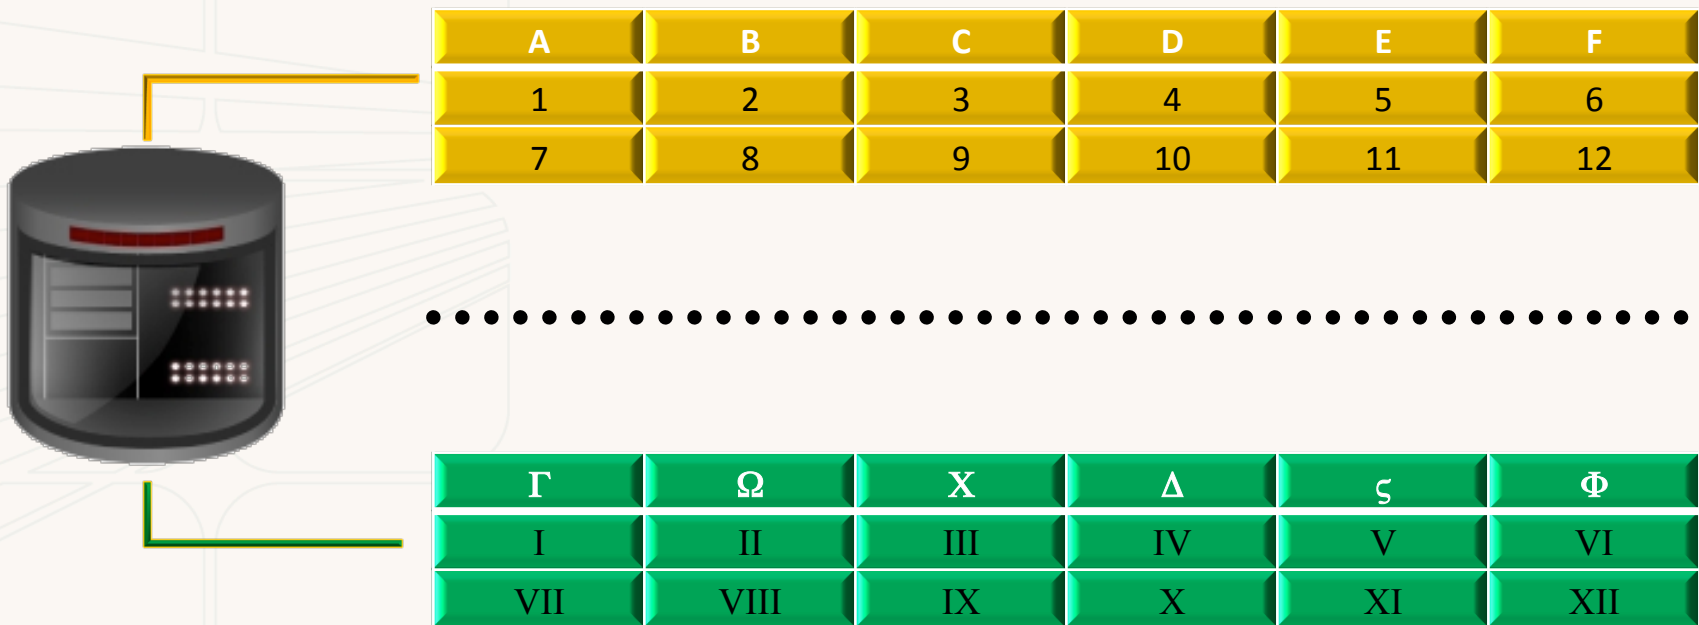 A B C D E F
1 2 3 4 5 6
7 8 9 10 11 12
Γ Ω Χ Δ ς Φ
I II III IV V VI
VII VIII IX X XI XII